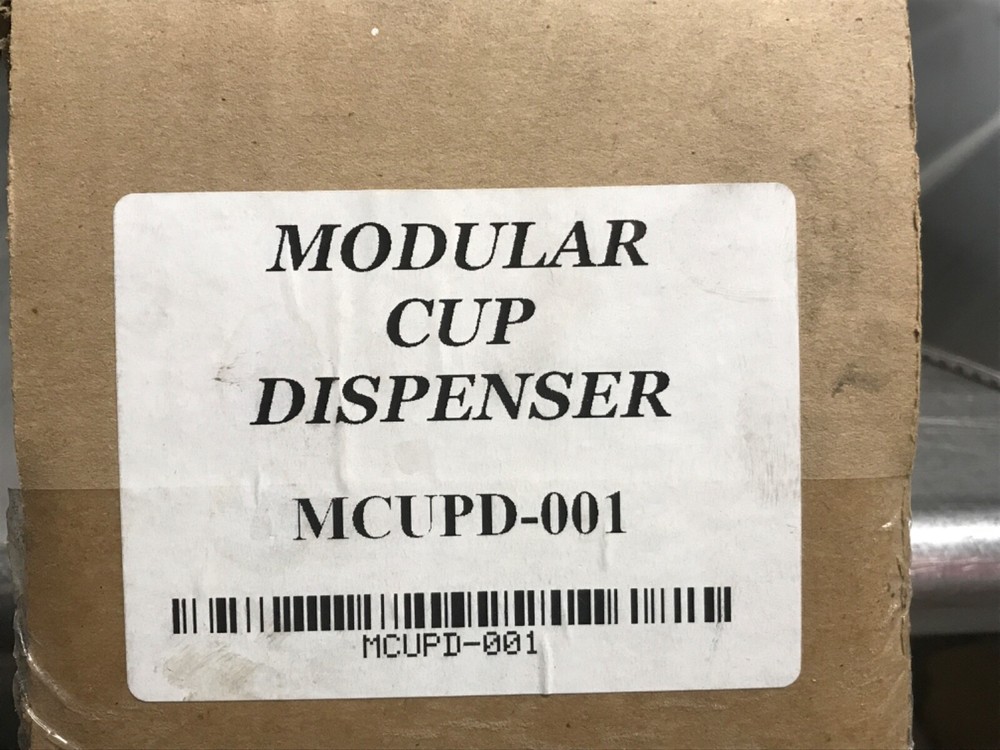 MODULAR
CUP
DISPENSER
MCUPD-001
MCUPD-001